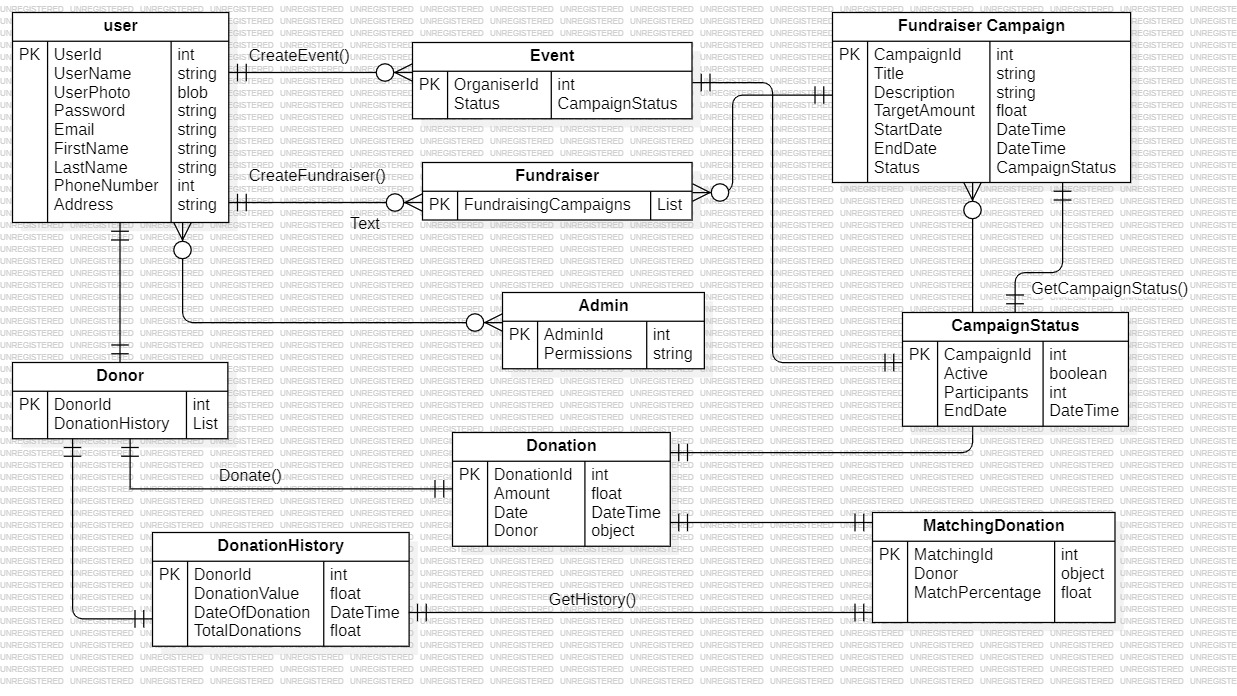 user
PK UserId int
UserName string
UserPhoto blob
Password string
Email string
FirstName string
LastName string
PhoneNumber int
Address string
CreateEvent()
Event
PK OrganiserId int
Status CampaignStatus
Fundraiser Campaign
PK CampaignId int
Title string
Description string
TargetAmount float
StartDate DateTime
EndDate DateTime
Status CampaignStatus
CreateFundraiser()
Text
Fundraiser
PK FundraisingCampaigns List
Admin
PK AdminId int
Permissions string
GetCampaignStatus()
CampaignStatus
PK CampaignId int
Active boolean
Participants int
EndDate DateTime
Donor
PK DonorId int
DonationHistory List
Donate()
Donation
PK DonationId int
Amount float
Date DateTime
Donor object
MatchingDonation
PK MatchingId int
Donor object
MatchPercentage float
DonationHistory
PK DonorId int
DonationValue float
DateOfDonation DateTime
TotalDonations float
GetHistory()
UNREGISTERED